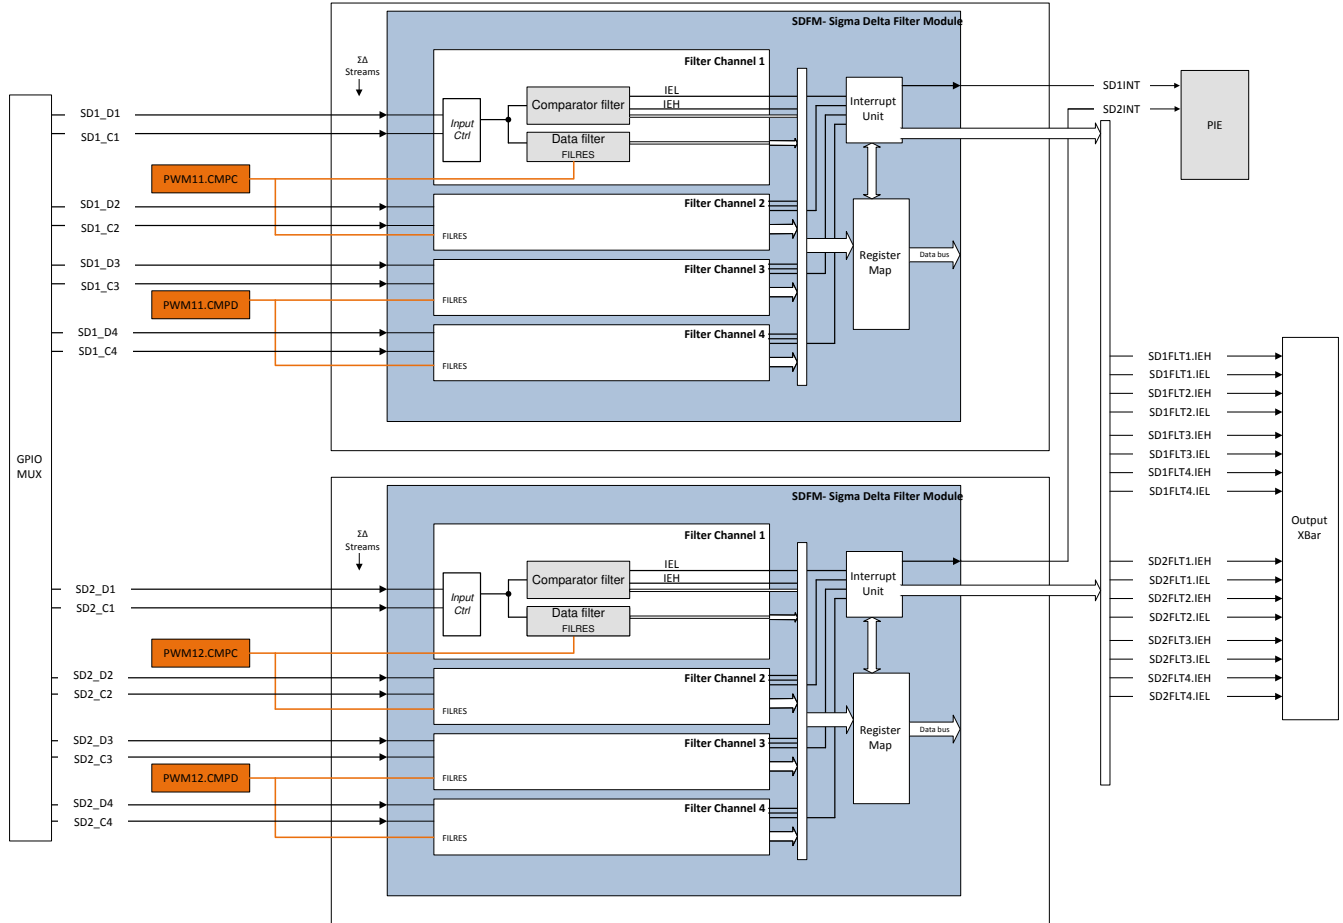 SDFM- Sigma Delta Filter Module
ΣΔ
Streams
Filter Channel 1
IEL
IEH
Comparator filter
Input
Ctrl
Data filter
FILRES
Interrupt
Unit
SD1INT
SD2INT
PIE
SD1_D1
SD1_C1
PWM11.CMPC
SD1_D2
SD1_C2
Filter Channel 2
FILRES
SD1_D3
SD1_C3
Filter Channel 3
FILRES
PWM11.CMPD
Register
Map
Data bus
SD1_D4
SD1_C4
Filter Channel 4
FILRES
GPIO
MUX
SD1FLT1.IEH
SD1FLT1.IEL
SD1FLT2.IEH
SD1FLT2.IEL
SD1FLT3.IEH
SD1FLT3.IEL
SD1FLT4.IEH
SD1FLT4.IEL
Output
XBar
SDFM- Sigma Delta Filter Module
ΣΔ
Streams
Filter Channel 1
IEL
IEH
Comparator filter
Input
Ctrl
Data filter
FILRES
Interrupt
Unit
SD2_D1
SD2_C1
PWM12.CMPC
SD2_D2
SD2_C2
Filter Channel 2
FILRES
SD2_D3
SD2_C3
Filter Channel 3
FILRES
PWM12.CMPD
Register
Map
Data bus
SD2_D4
SD2_C4
Filter Channel 4
FILRES
SD2FLT1.IEH
SD2FLT1.IEL
SD2FLT2.IEH
SD2FLT2.IEL
SD2FLT3.IEH
SD2FLT3.IEL
SD2FLT4.IEH
SD2FLT4.IEL